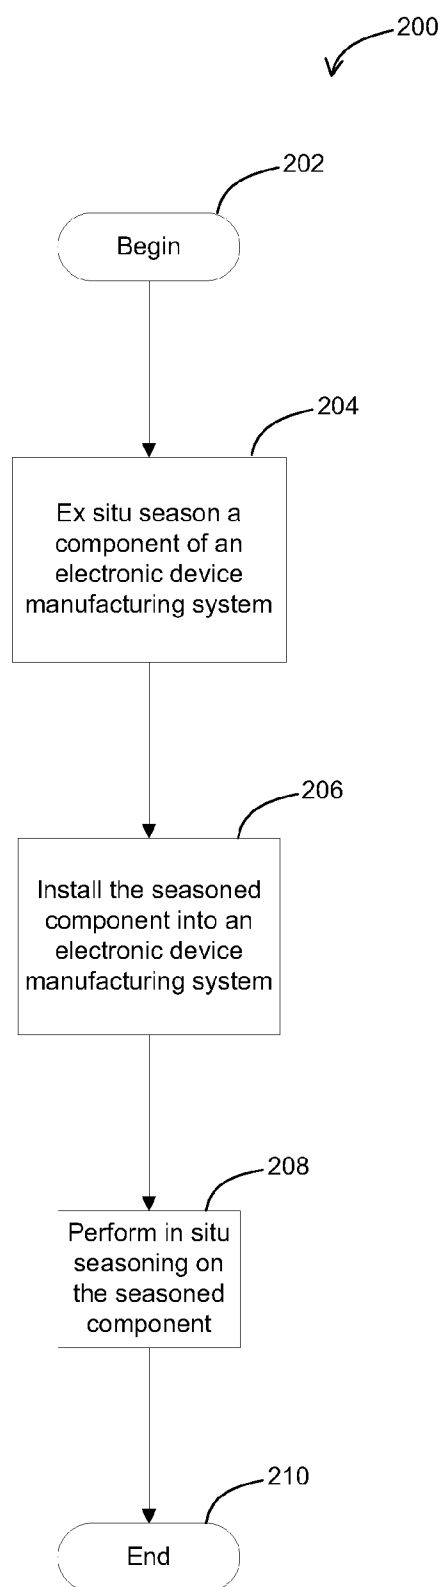 200
202
Begin
204
Ex situ season a
component of an
electronic device
manufacturing system
206
Install the seasoned
component into an
electronic device
manufacturing system
208
Perform in situ
seasoning on
the seasoned
component
210
End